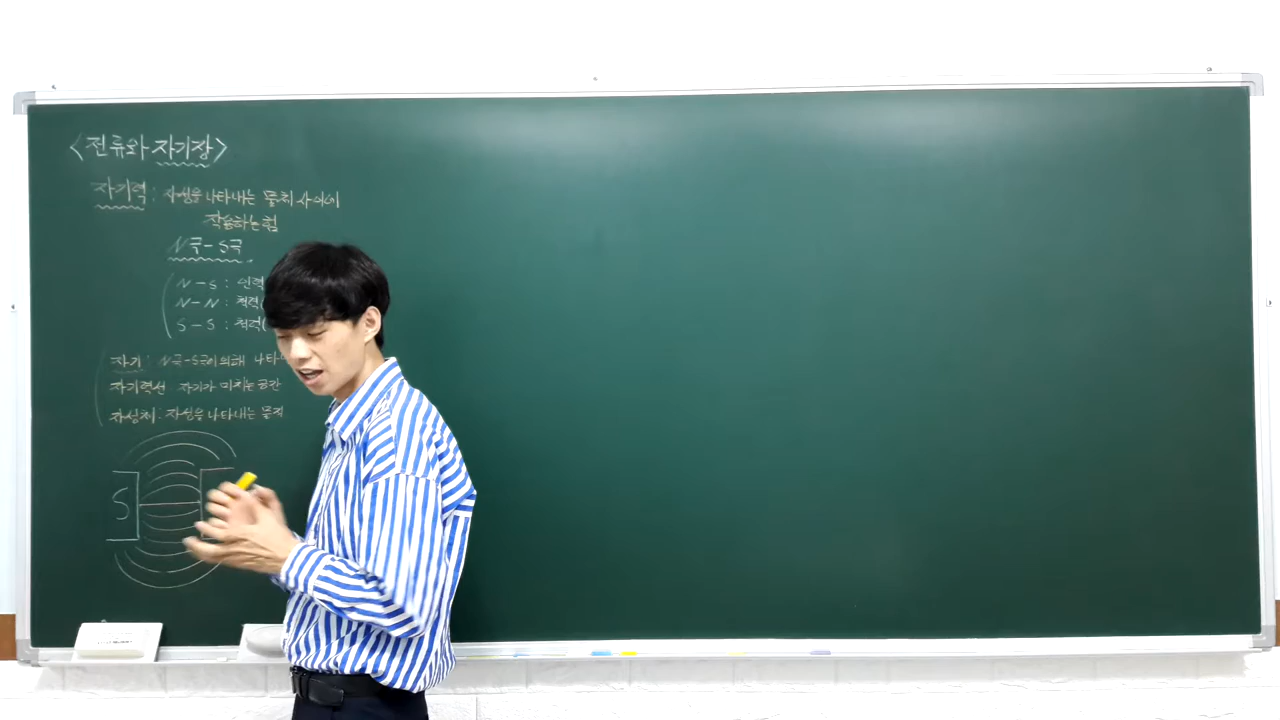 <전류와 자기장>
자기력 : 자성을 나타내는 물체 사이에
작용하는 힘
N극 - S극
N - S : 인력
N - N : 척력(
S - S : 척력(
자기 : N극-S극에 의해 나타나
자기력선 자기가 미치는 공간
자성체 : 자성을 나타내는 물질
S